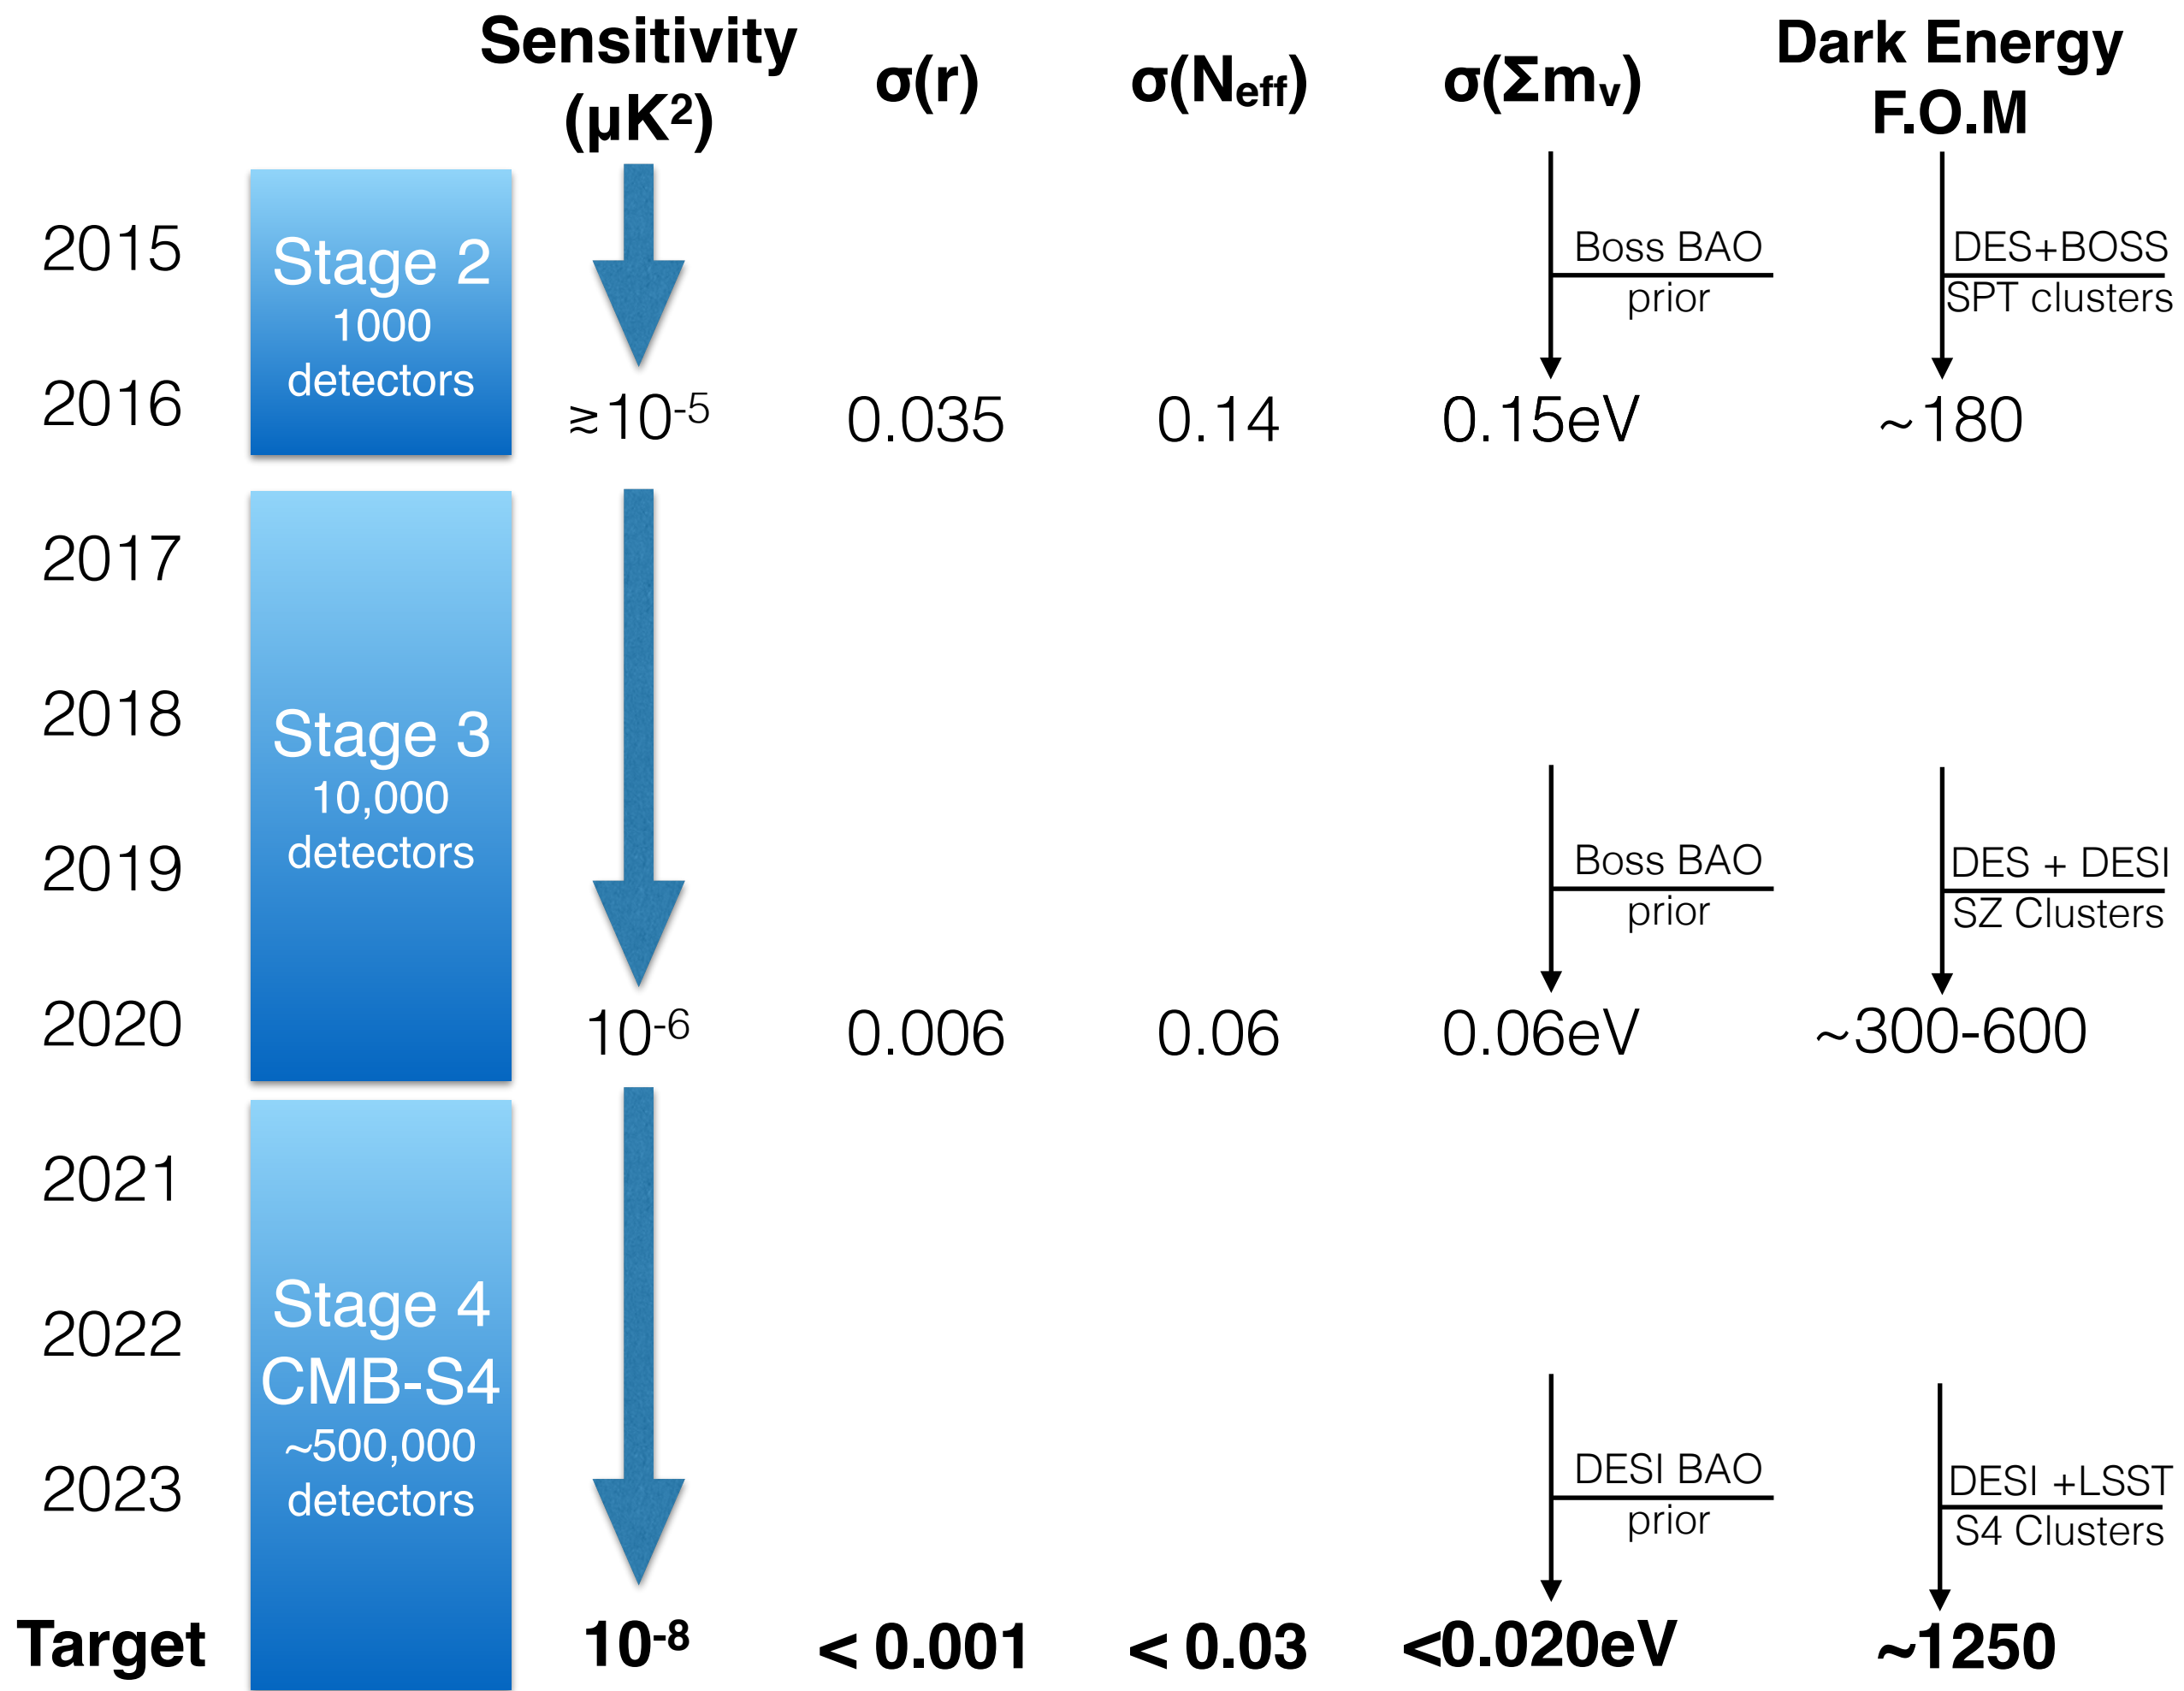 Sensitivity
(μK²)
σ(r)
σ(Neff)
σ(Σmν)
Dark Energy
F.O.M
2015
Stage 2
1000
detectors
Boss BAO
prior
DES+BOSS
SPT clusters
2016
≳10⁻⁵
0.035
0.14
0.15eV
~180
2017
2018
Stage 3
10,000
detectors
2019
Boss BAO
prior
DES + DESI
SZ Clusters
2020
10⁻⁶
0.006
0.06
0.06eV
~300-600
2021
2022
Stage 4
CMB-S4
~500,000
detectors
2023
DESI BAO
prior
DESI +LSST
S4 Clusters
Target
10⁻⁸
< 0.001
< 0.03
<0.020eV
~1250